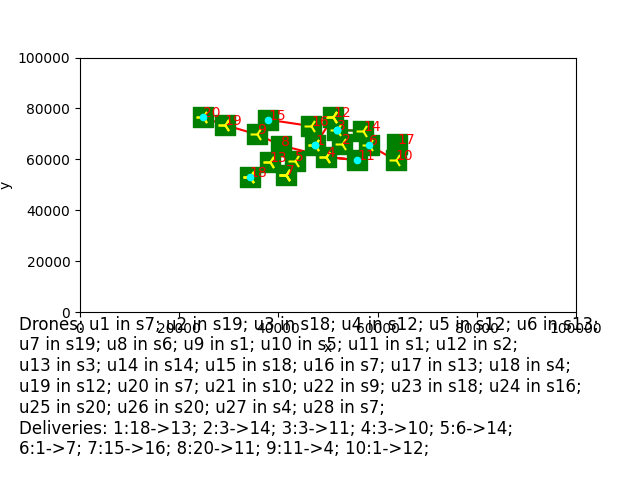 100000
80000
60000
40000
20000
0
y
0 20000 40000 60000 80000 100000
x
Drones: u1 in s7; u2 in s19; u3 in s18; u4 in s12; u5 in s12; u6 in s13;
u7 in s19; u8 in s6; u9 in s1; u10 in s5; u11 in s1; u12 in s2;
u13 in s3; u14 in s14; u15 in s18; u16 in s7; u17 in s13; u18 in s4;
u19 in s12; u20 in s7; u21 in s10; u22 in s9; u23 in s18; u24 in s16;
u25 in s20; u26 in s20; u27 in s4; u28 in s7;
Deliveries: 1:18->13; 2:3->14; 3:3->11; 4:3->10; 5:6->14;
6:1->7; 7:15->16; 8:20->11; 9:11->4; 10:1->12;